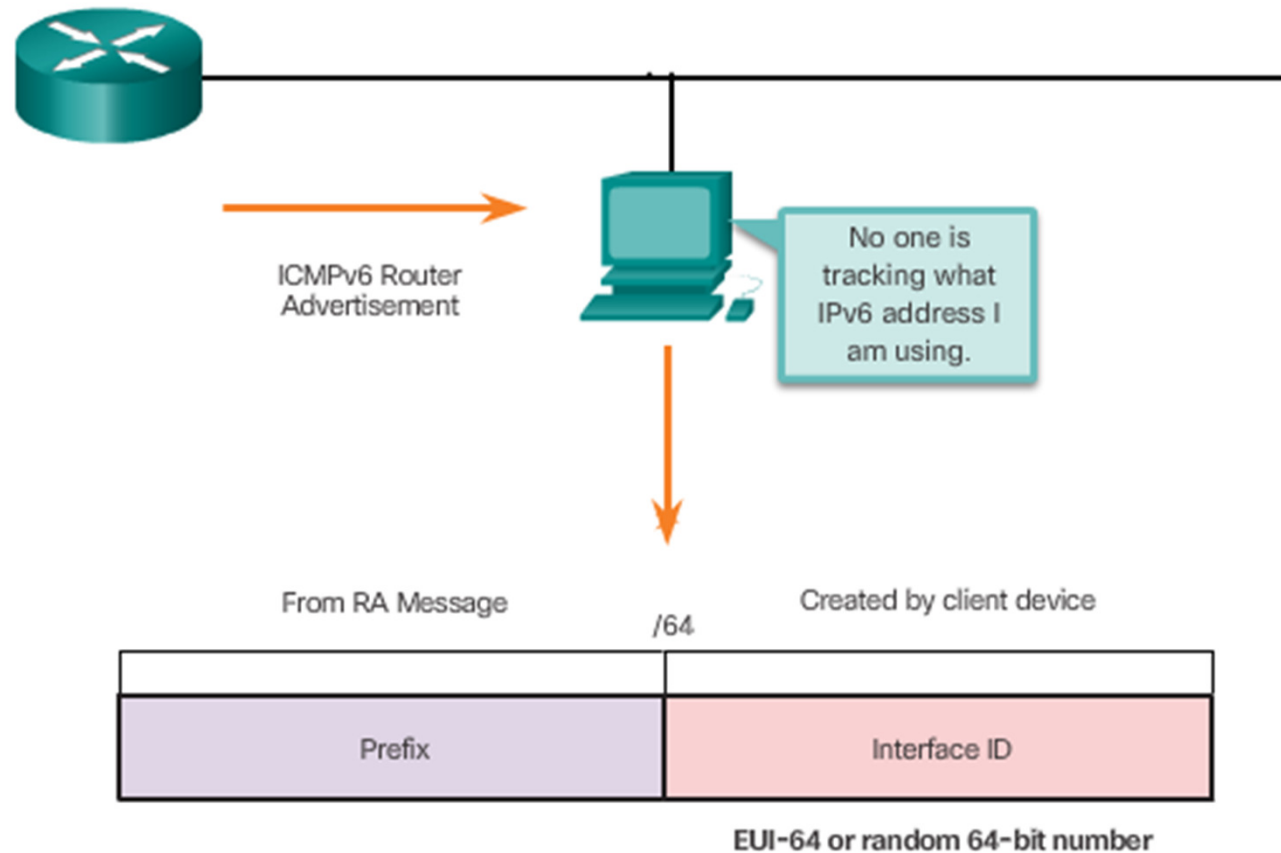 ICMPv6 Router
Advertisement
No one is
tracking what
IPv6 address I
am using.
From RA Message
/64
Created by client device
Prefix
Interface ID
EUI-64 or random 64-bit number